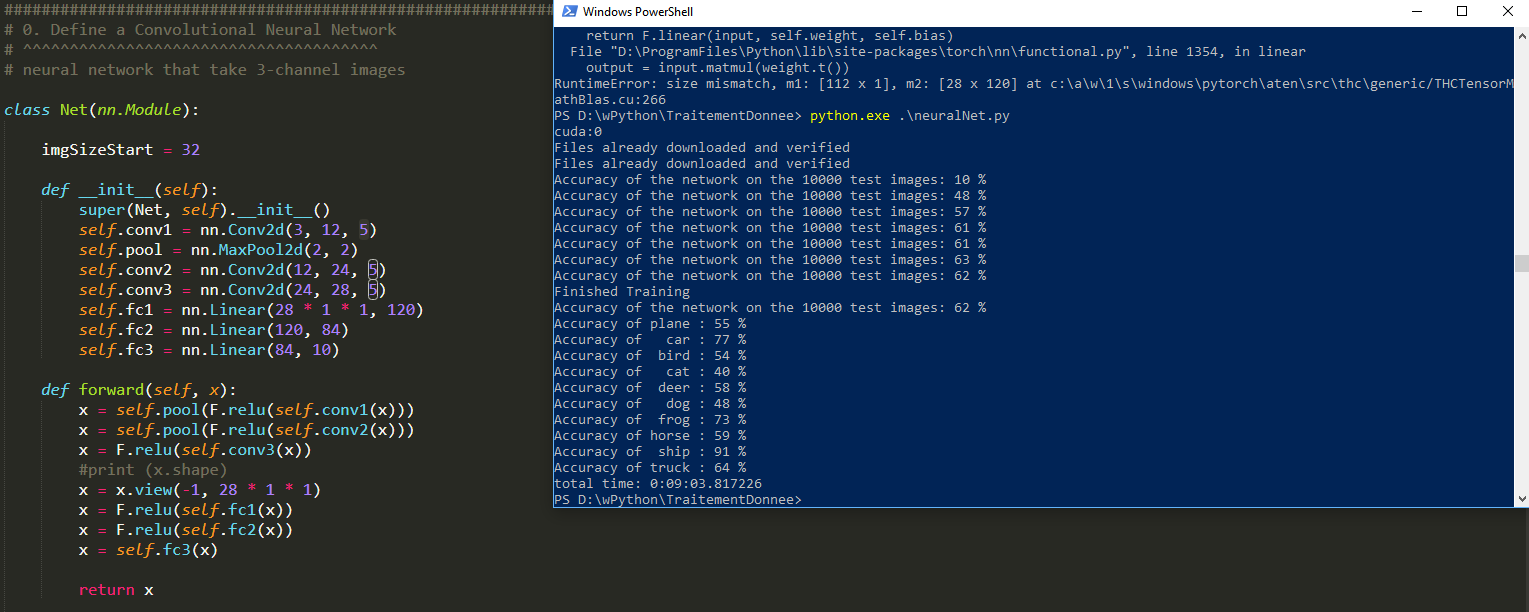 ################################################################
# 0. Define a Convolutional Neural Network
# ^^^^^^^^^^^^^^^^^^^^^^^^^^^^^^^^^^^^^^
# neural network that take 3-channel images
class Net(nn.Module):
imgSizeStart = 32
def __init__(self):
super(Net, self).__init__()
self.conv1 = nn.Conv2d(3, 12, 5)
self.pool = nn.MaxPool2d(2, 2)
self.conv2 = nn.Conv2d(12, 24, 5)
self.conv3 = nn.Conv2d(24, 28, 5)
self.fc1 = nn.Linear(28 * 1 * 1, 120)
self.fc2 = nn.Linear(120, 84)
self.fc3 = nn.Linear(84, 10)
def forward(self, x):
x = self.pool(F.relu(self.conv1(x)))
x = self.pool(F.relu(self.conv2(x)))
x = F.relu(self.conv3(x))
#print (x.shape)
x = x.view(-1, 28 * 1 * 1)
x = F.relu(self.fc1(x))
x = F.relu(self.fc2(x))
x = self.fc3(x)
return x
Windows PowerShell
return F.linear(input, self.weight, self.bias)
File "D:\ProgramFiles\Python\lib\site-packages\torch\nn\functional.py", line 1354, in linear
output = input.matmul(weight.t())
RuntimeError: size mismatch, m1: [112 x 1], m2: [28 x 120] at c:\a\w\1\s\windows\pytorch\aten\src\thc\generic/THCTensorM
athBlas.cu:266
PS D:\wPython\TraitementDonnee> python.exe .\neuralNet.py
cuda:0
Files already downloaded and verified
Files already downloaded and verified
Accuracy of the network on the 10000 test images: 10 %
Accuracy of the network on the 10000 test images: 48 %
Accuracy of the network on the 10000 test images: 57 %
Accuracy of the network on the 10000 test images: 61 %
Accuracy of the network on the 10000 test images: 61 %
Accuracy of the network on the 10000 test images: 63 %
Accuracy of the network on the 10000 test images: 62 %
Finished Training
Accuracy of the network on the 10000 test images: 62 %
Accuracy of plane : 55 %
Accuracy of   car : 77 %
Accuracy of  bird : 54 %
Accuracy of   cat : 40 %
Accuracy of  deer : 58 %
Accuracy of   dog : 48 %
Accuracy of  frog : 73 %
Accuracy of horse : 59 %
Accuracy of  ship : 91 %
Accuracy of truck : 64 %
total time: 0:09:03.817226
PS D:\wPython\TraitementDonnee>